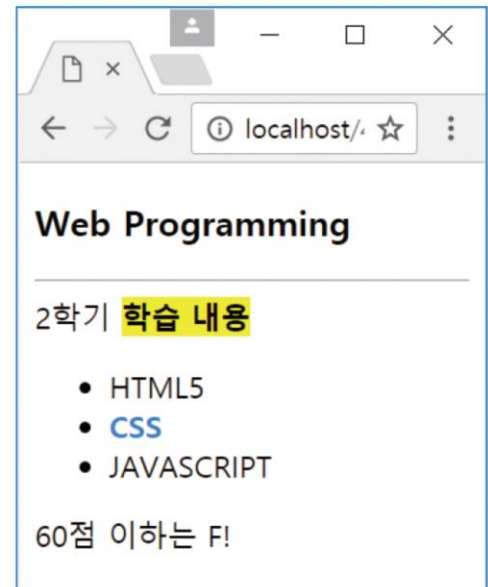 localhost/
Web Programming
2학기 학습 내용
HTML5
CSS
JAVASCRIPT
60점 이하는 F!